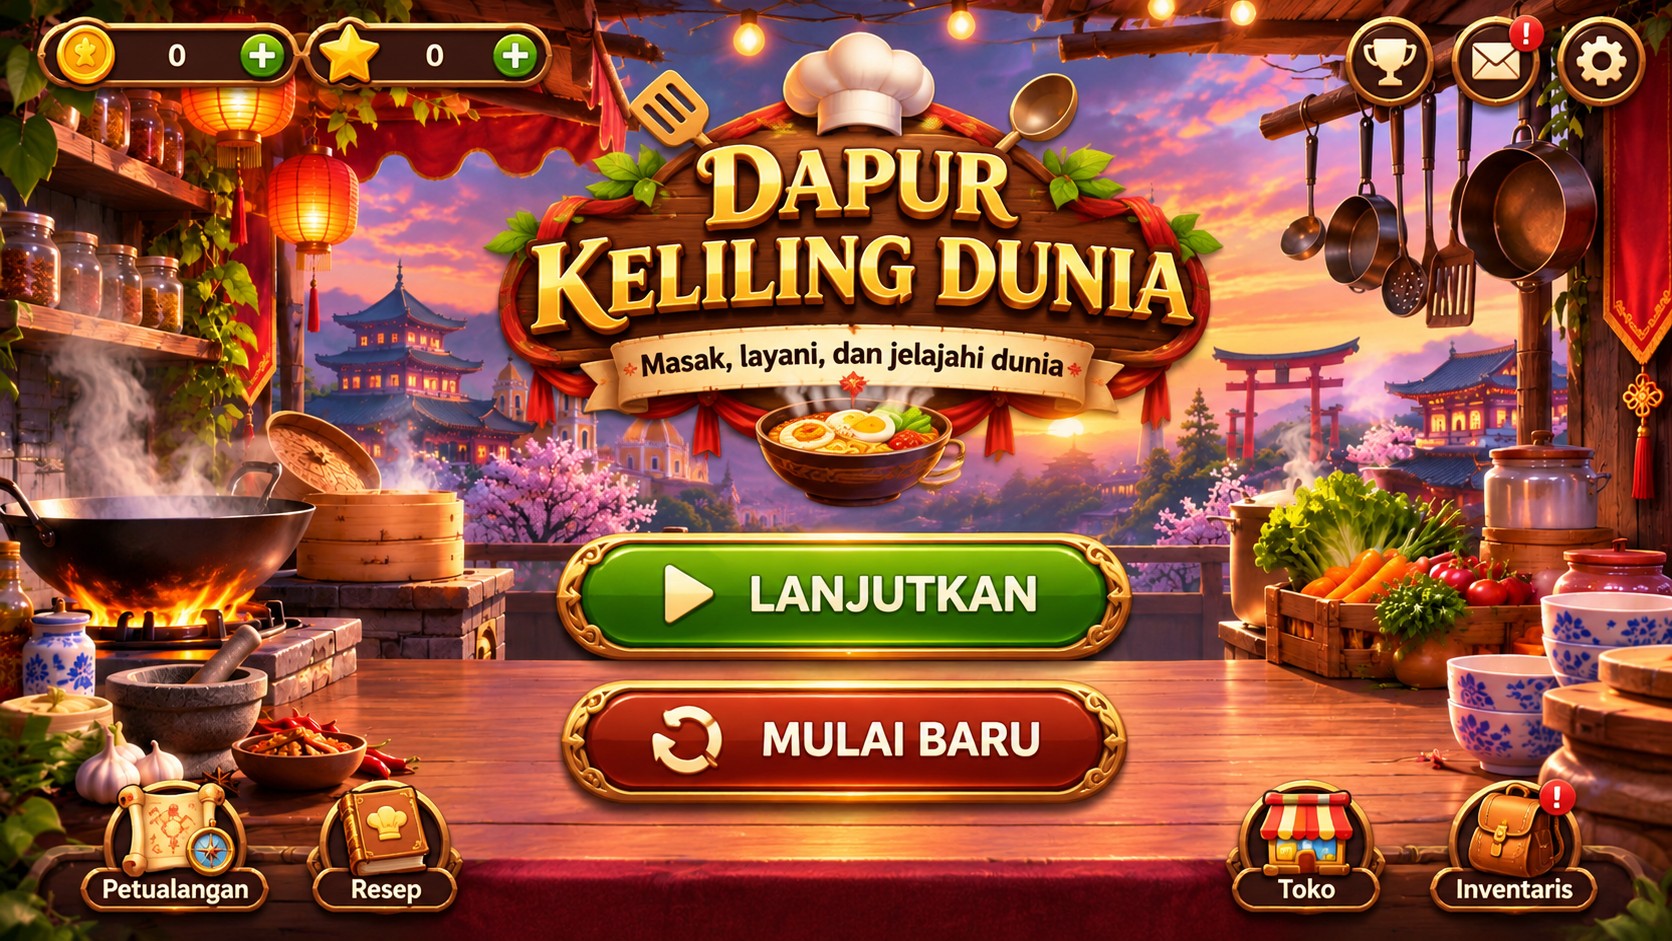 0
0
!
DAPUR
KELILING DUNIA
Masak, layani, dan jelajahi dunia
LANJUTKAN
MULAI BARU
Petualangan
Resep
Toko
!
Inventaris